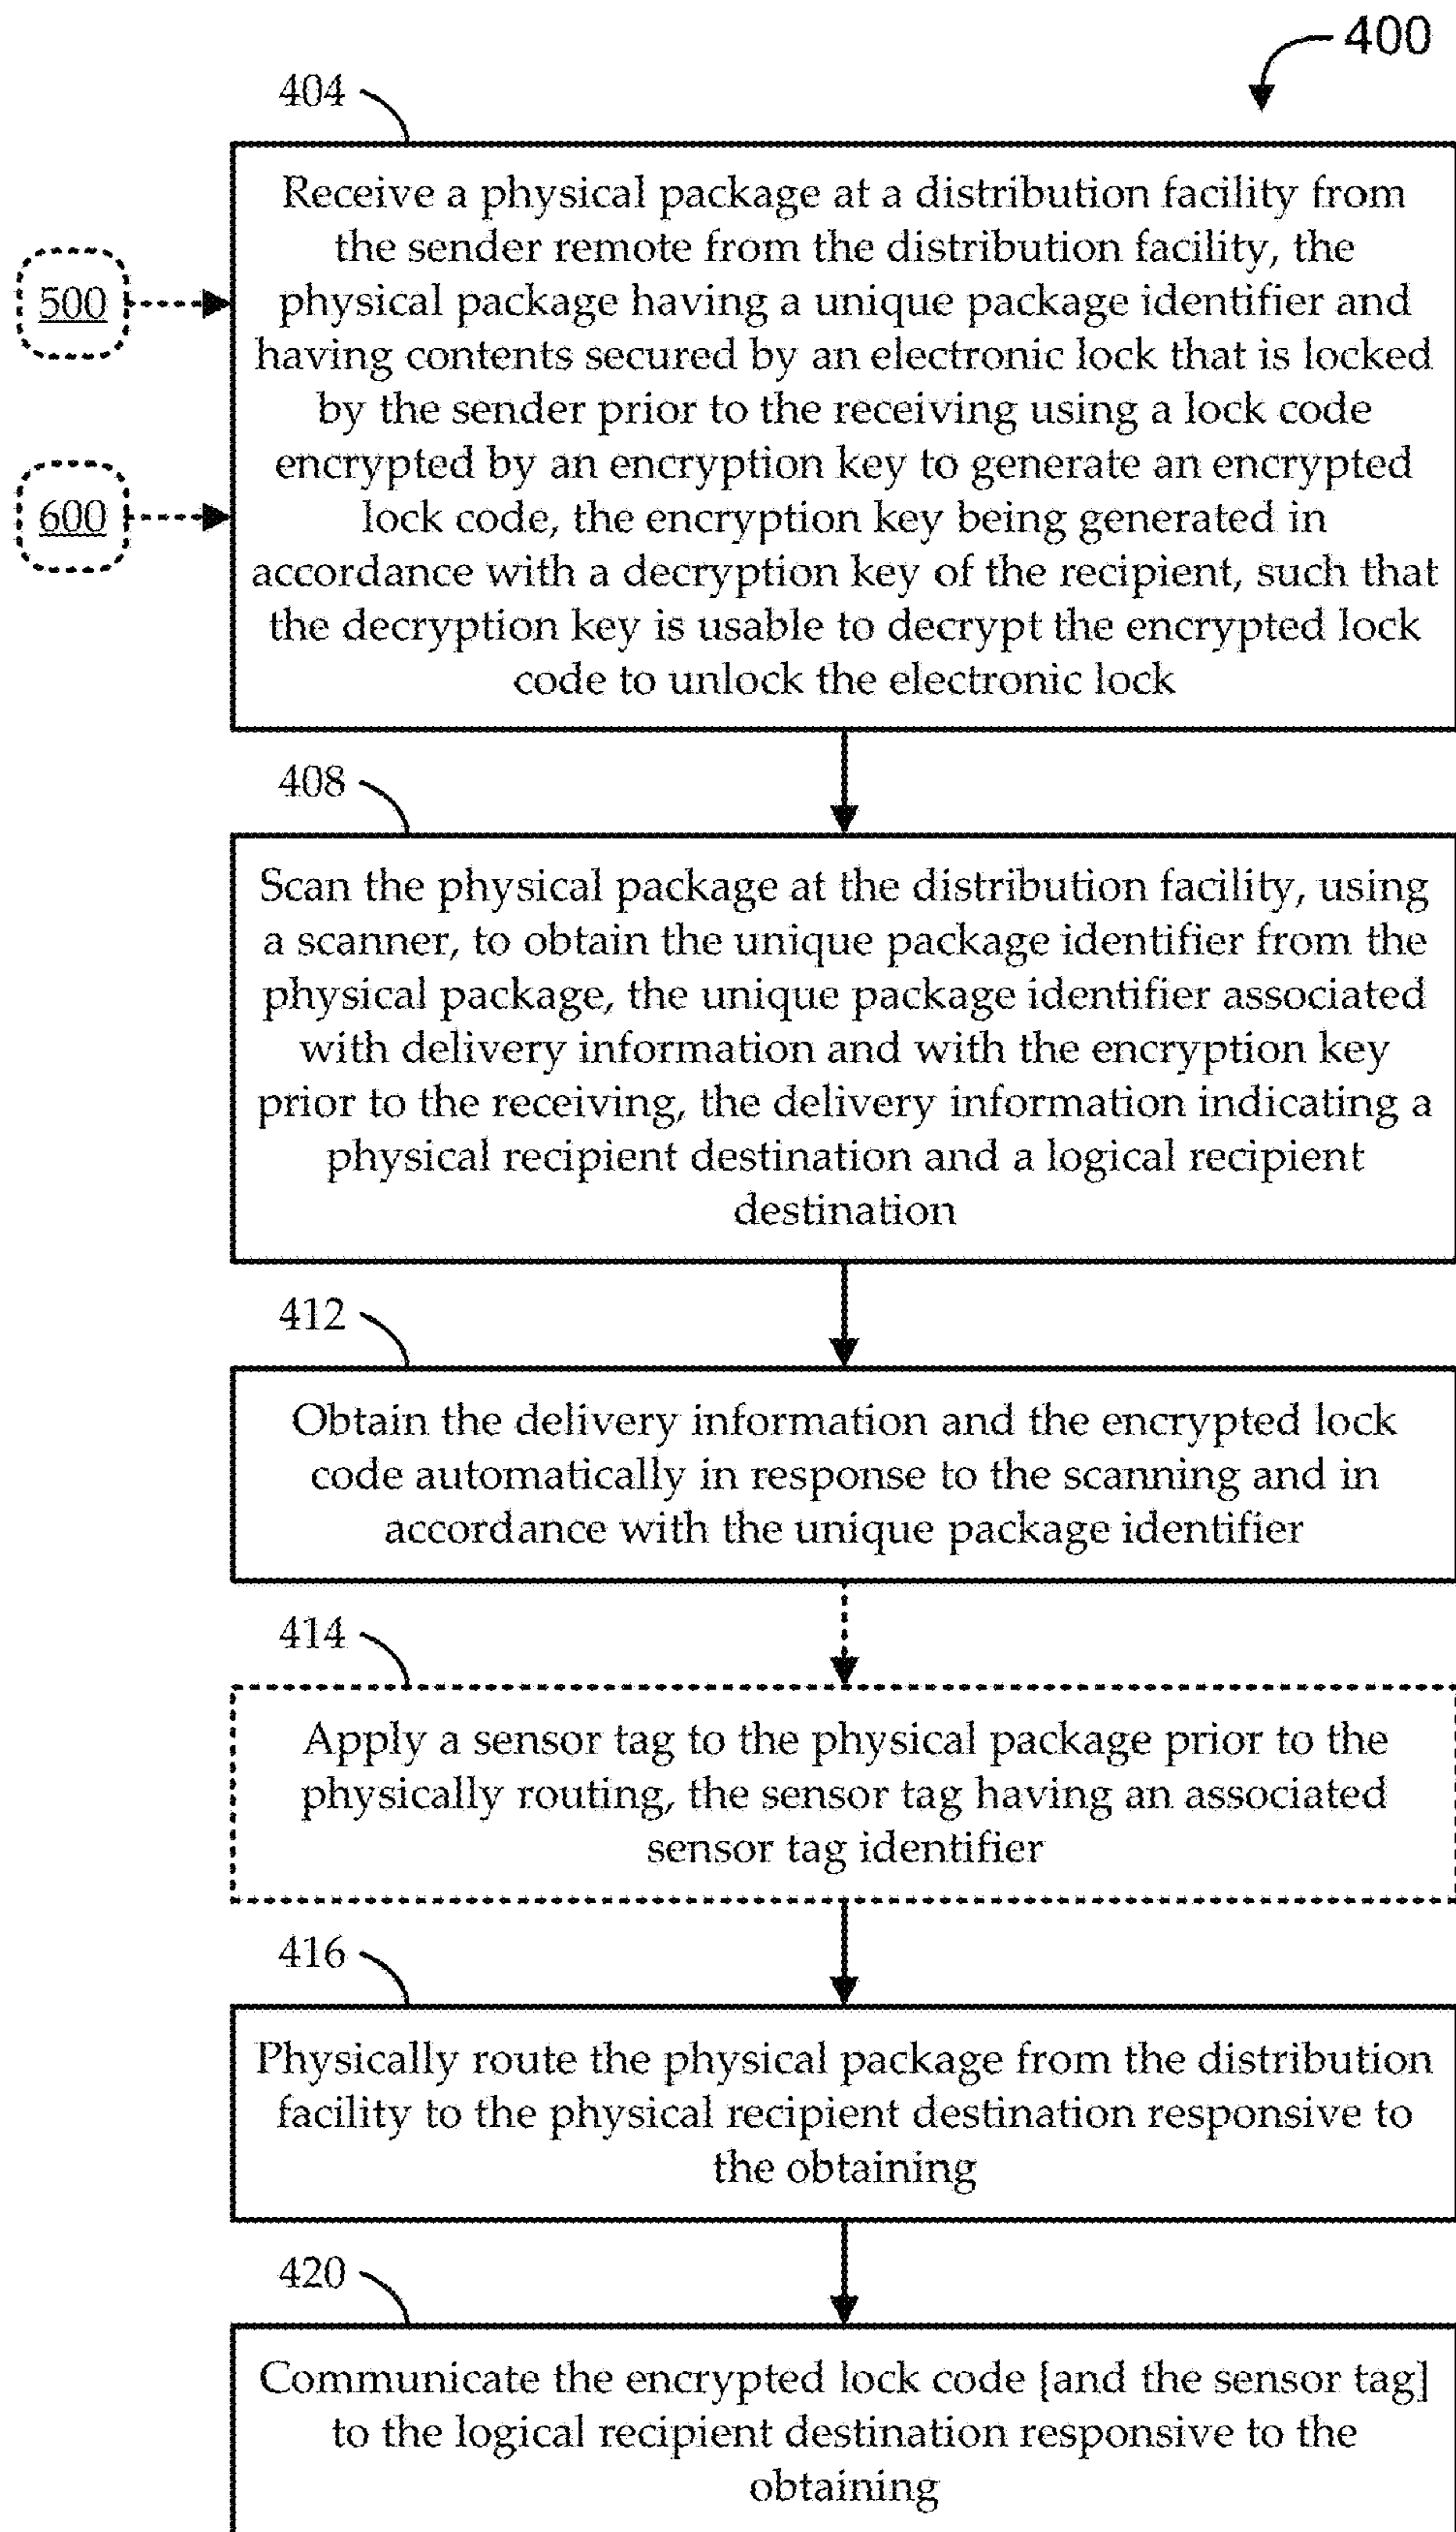 400
404
Receive a physical package at a distribution facility from
the sender remote from the distribution facility, the
physical package having a unique package identifier and
having contents secured by an electronic lock that is locked
by the sender prior to the receiving using a lock code
encrypted by an encryption key to generate an encrypted
lock code, the encryption key being generated in
accordance with a decryption key of the recipient, such that
the decryption key is usable to decrypt the encrypted lock
code to unlock the electronic lock
500
600
408
Scan the physical package at the distribution facility, using
a scanner, to obtain the unique package identifier from the
physical package, the unique package identifier associated
with delivery information and with the encryption key
prior to the receiving, the delivery information indicating a
physical recipient destination and a logical recipient
destination
412
Obtain the delivery information and the encrypted lock
code automatically in response to the scanning and in
accordance with the unique package identifier
414
Apply a sensor tag to the physical package prior to the
physically routing, the sensor tag having an associated
sensor tag identifier
416
Physically route the physical package from the distribution
facility to the physical recipient destination responsive to
the obtaining
420
Communicate the encrypted lock code [and the sensor tag]
to the logical recipient destination responsive to the
obtaining